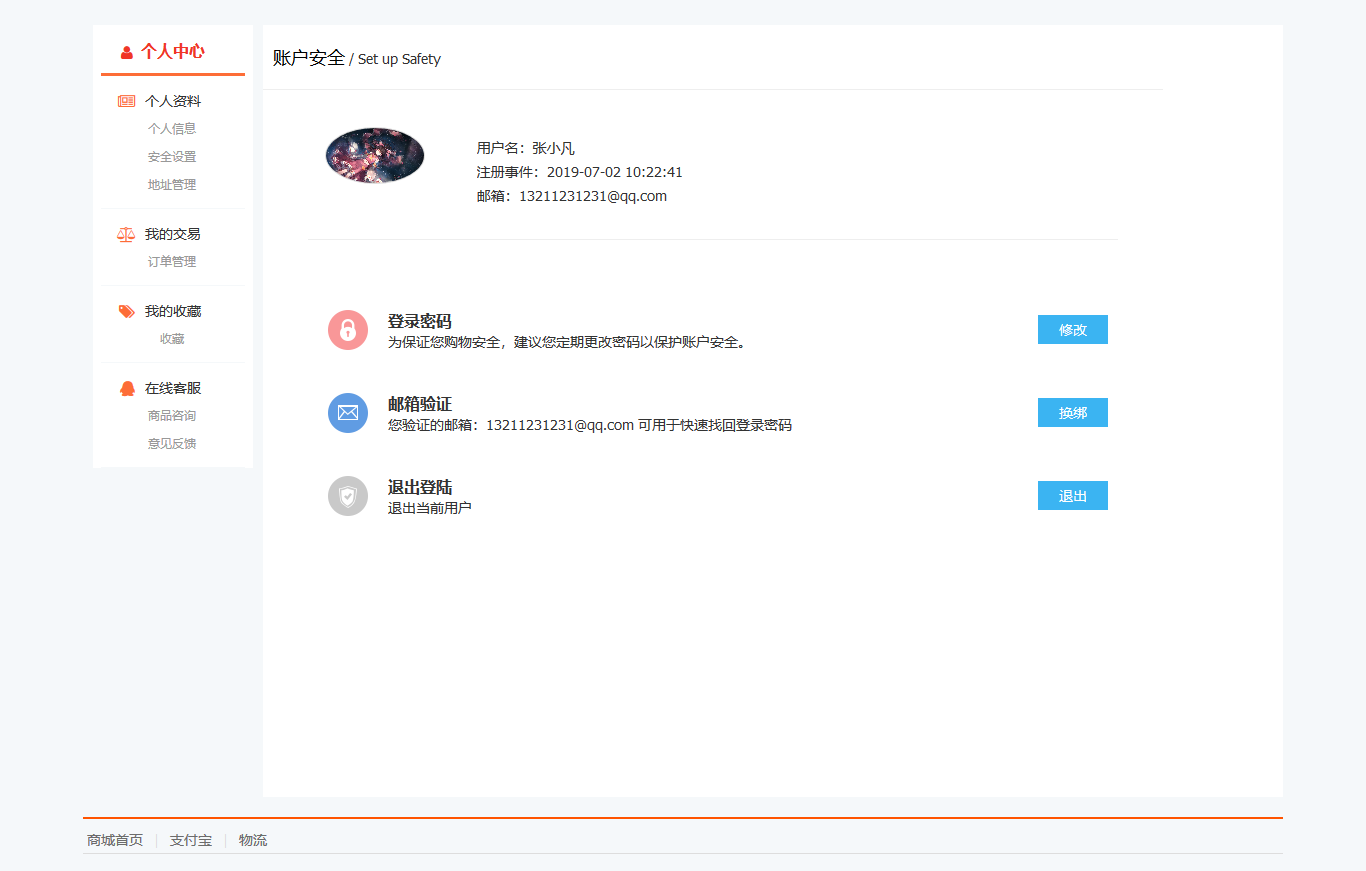 个人中心
个人资料
个人信息
安全设置
地址管理
我的交易
订单管理
我的收藏
收藏
在线客服
商品咨询
意见反馈
账户安全 / Set up Safety
用户名：张小凡
注册事件：2019-07-02 10:22:41
邮箱：13211231231@qq.com
登录密码
为保证您购物安全，建议您定期更改密码以保护账户安全。
修改
邮箱验证
您验证的邮箱：13211231231@qq.com 可用于快速找回登录密码
换绑
退出登陆
退出当前用户
退出
商城首页 | 支付宝 | 物流